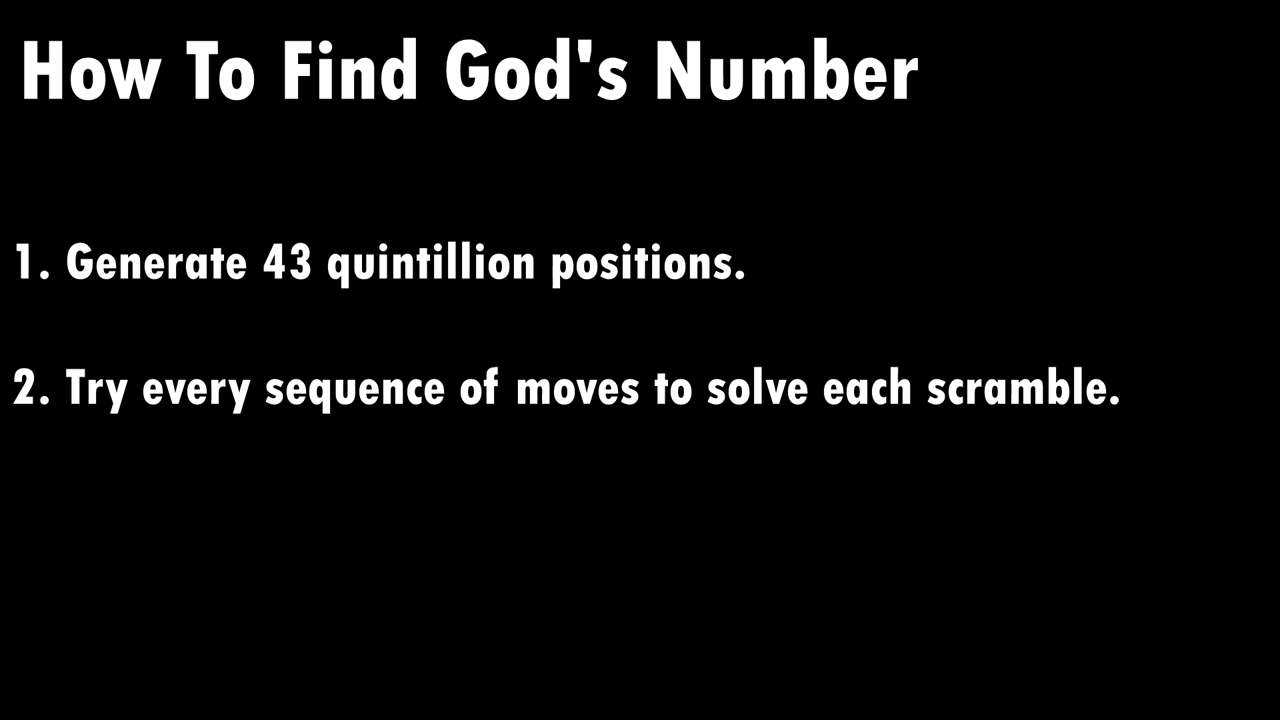 How To Find God's Number
1. Generate 43 quintillion positions.
2. Try every sequence of moves to solve each scramble.